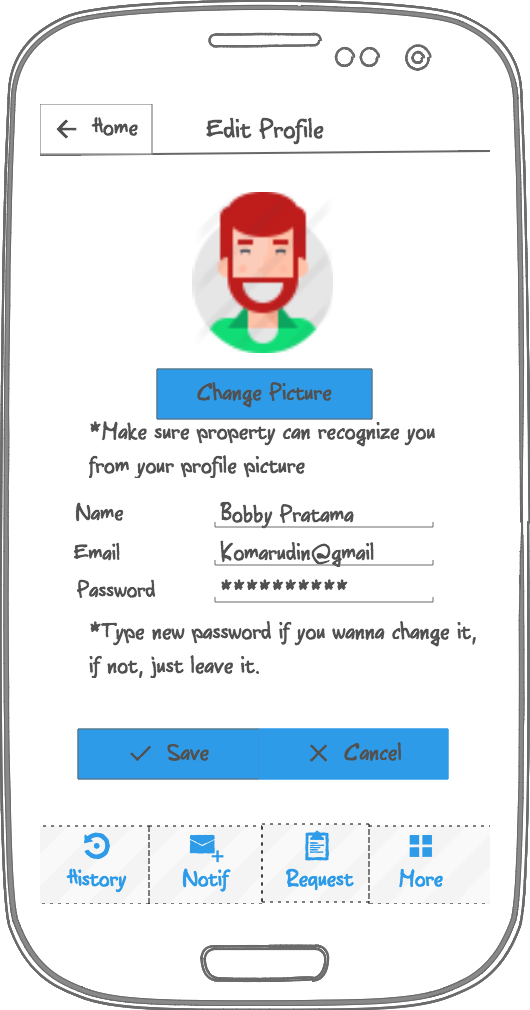 ← Home
Edit Profile
Change Picture
*Make sure property can recognize you
from your profile picture
Name Bobby Pratama
Email Komarudin@gmail
Password **********
*Type new password if you wanna change it,
if not, just leave it.
Save Cancel
History Notif Request More